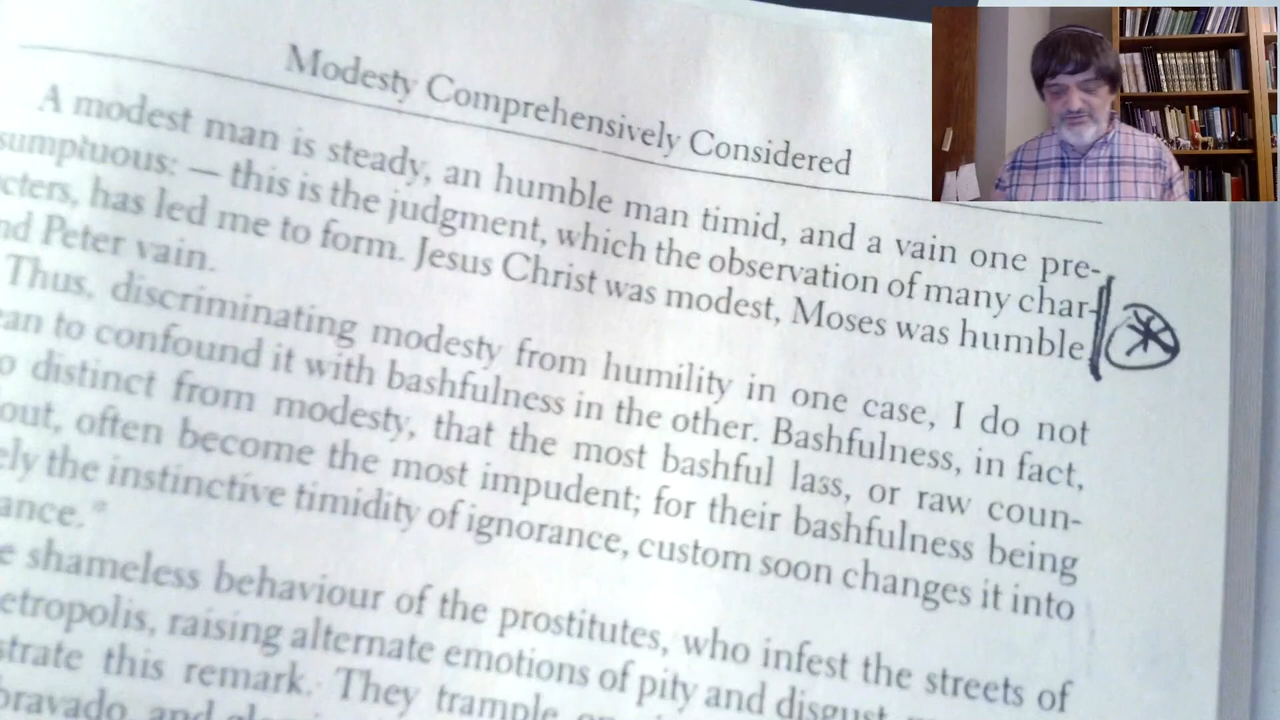 Modesty Comprehensively Considered
A modest man is steady, an humble man timid, and a vain one pre-
sumptuous: — this is the judgment, which the observation of many char-
cters, has led me to form. Jesus Christ was modest, Moses was humble
nd Peter vain.
Thus, discriminating modesty from humility in one case, I do not
an to confound it with bashfulness in the other. Bashfulness, in fact,
o distinct from modesty, that the most bashful lass, or raw coun-
out, often become the most impudent; for their bashfulness being
ely the instinctive timidity of ignorance, custom soon changes it into
ance.*
e shameless behaviour of the prostitutes, who infest the streets of
etropolis, raising alternate emotions of pity and disgust
strate this remark. They trample
bravado, and